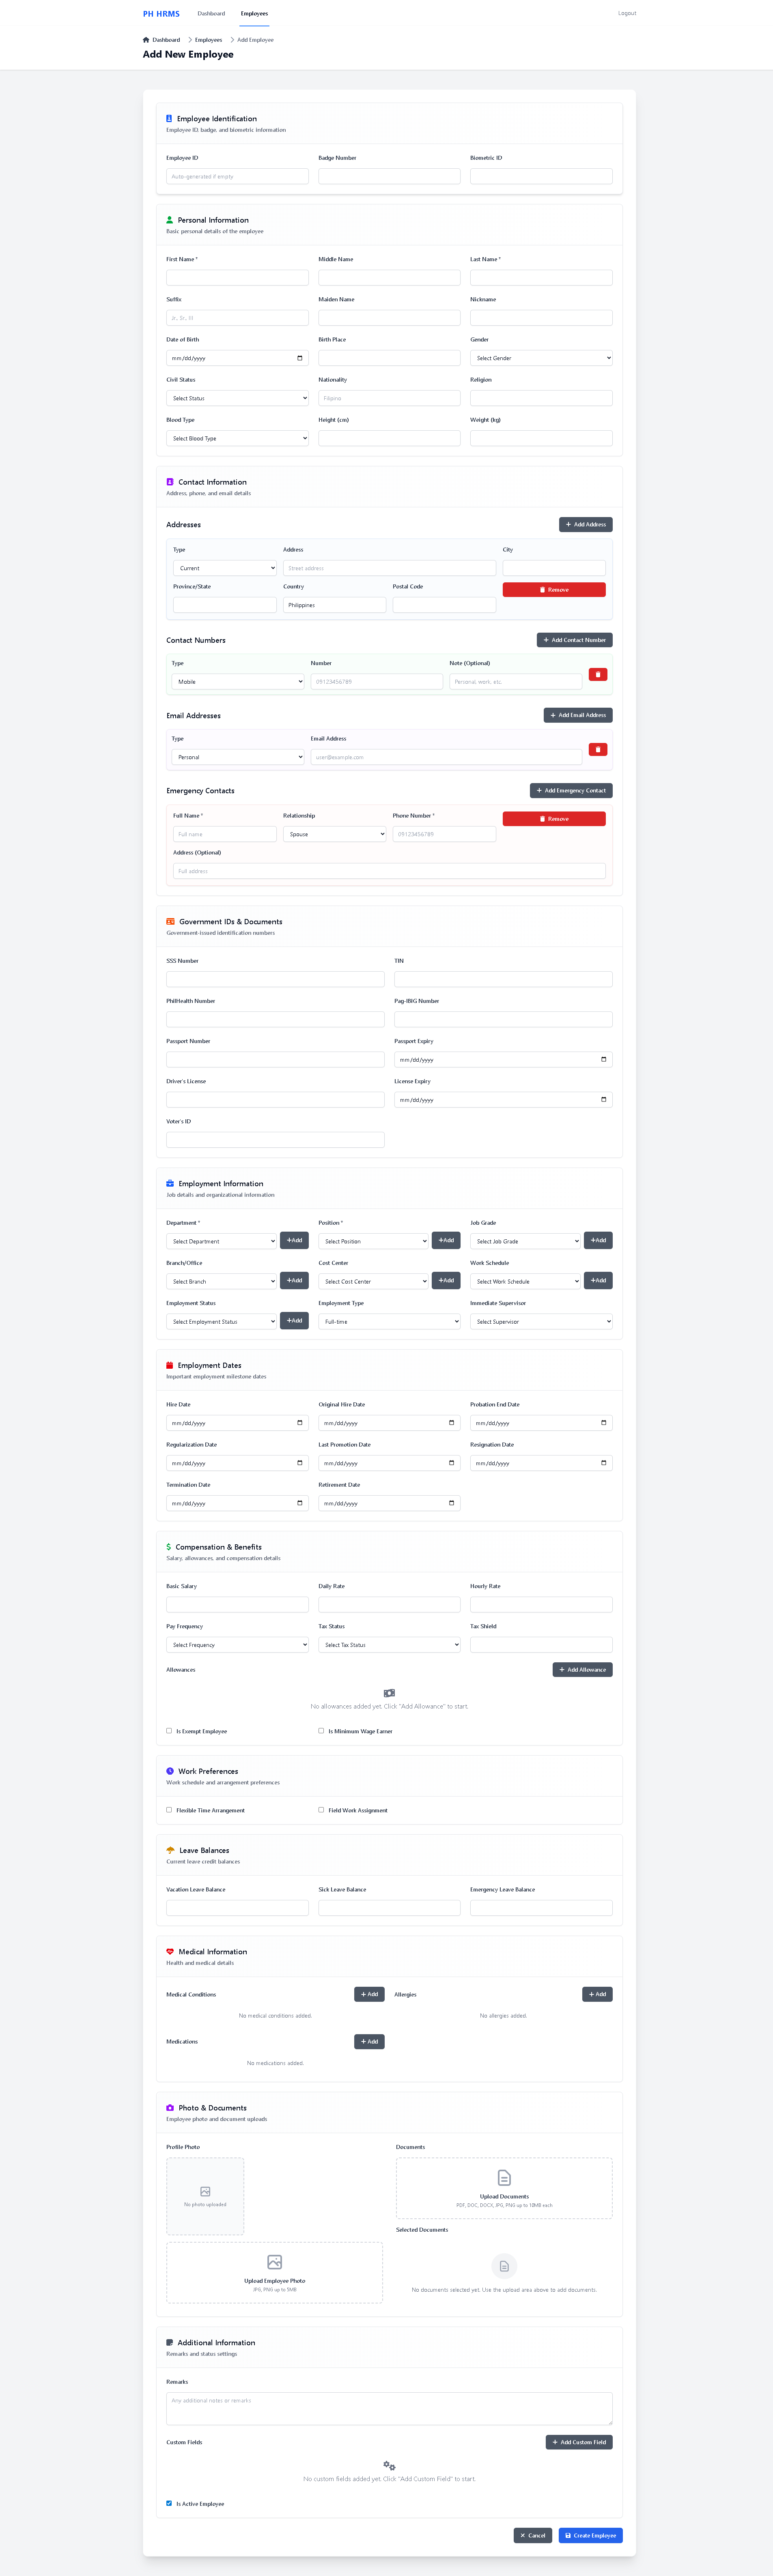 PH HRMS Dashboard Employees Logout
Dashboard Employees Add Employee
Add New Employee
Employee Identification
Employee ID, badge, and biometric information
Employee ID Badge Number Biometric ID
Auto-generated if empty
Personal Information
Basic personal details of the employee
First Name * Middle Name Last Name *
Suffix Maiden Name Nickname
Jr., Sr., III
Date of Birth Birth Place Gender
mm/dd/yyyy Select Gender
Civil Status Nationality Religion
Select Status Filipino
Blood Type Height (cm) Weight (kg)
Select Blood Type
Contact Information
Address, phone, and email details
Addresses Add Address
Type Address City
Current Street address
Province/State Country Postal Code
Philippines Remove
Contact Numbers Add Contact Number
Type Number Note (Optional)
Mobile 09123456789 Personal, work, etc.
Email Addresses Add Email Address
Type Email Address
Personal user@example.com
Emergency Contacts Add Emergency Contact
Full Name * Relationship Phone Number * Remove
Full name Spouse 09123456789
Address (Optional)
Full address
Government IDs & Documents
Government-issued identification numbers
SSS Number TIN
PhilHealth Number Pag-IBIG Number
Passport Number Passport Expiry
mm/dd/yyyy
Driver's License License Expiry
mm/dd/yyyy
Voter's ID
Employment Information
Job details and organizational information
Department * Position * Job Grade
Select Department Add Select Position Add Select Job Grade Add
Branch/Office Cost Center Work Schedule
Select Branch Add Select Cost Center Add Select Work Schedule Add
Employment Status Employment Type Immediate Supervisor
Select Employment Status Add Full-time Select Supervisor
Employment Dates
Important employment milestone dates
Hire Date Original Hire Date Probation End Date
mm/dd/yyyy mm/dd/yyyy mm/dd/yyyy
Regularization Date Last Promotion Date Resignation Date
mm/dd/yyyy mm/dd/yyyy mm/dd/yyyy
Termination Date Retirement Date
mm/dd/yyyy mm/dd/yyyy
Compensation & Benefits
Salary, allowances, and compensation details
Basic Salary Daily Rate Hourly Rate
Pay Frequency Tax Status Tax Shield
Select Frequency Select Tax Status
Allowances Add Allowance
No allowances added yet. Click "Add Allowance" to start.
Is Exempt Employee Is Minimum Wage Earner
Work Preferences
Work schedule and arrangement preferences
Flexible Time Arrangement Field Work Assignment
Leave Balances
Current leave credit balances
Vacation Leave Balance Sick Leave Balance Emergency Leave Balance
Medical Information
Health and medical details
Medical Conditions Add Allergies Add
No medical conditions added. No allergies added.
Medications Add
No medications added.
Photo & Documents
Employee photo and document uploads
Profile Photo Documents
No photo uploaded
Upload Documents
PDF, DOC, DOCX, JPG, PNG up to 10MB each
Selected Documents
Upload Employee Photo
JPG, PNG up to 5MB
No documents selected yet. Use the upload area above to add documents.
Additional Information
Remarks and status settings
Remarks
Any additional notes or remarks
Custom Fields Add Custom Field
No custom fields added yet. Click "Add Custom Field" to start.
Is Active Employee
Cancel Create Employee